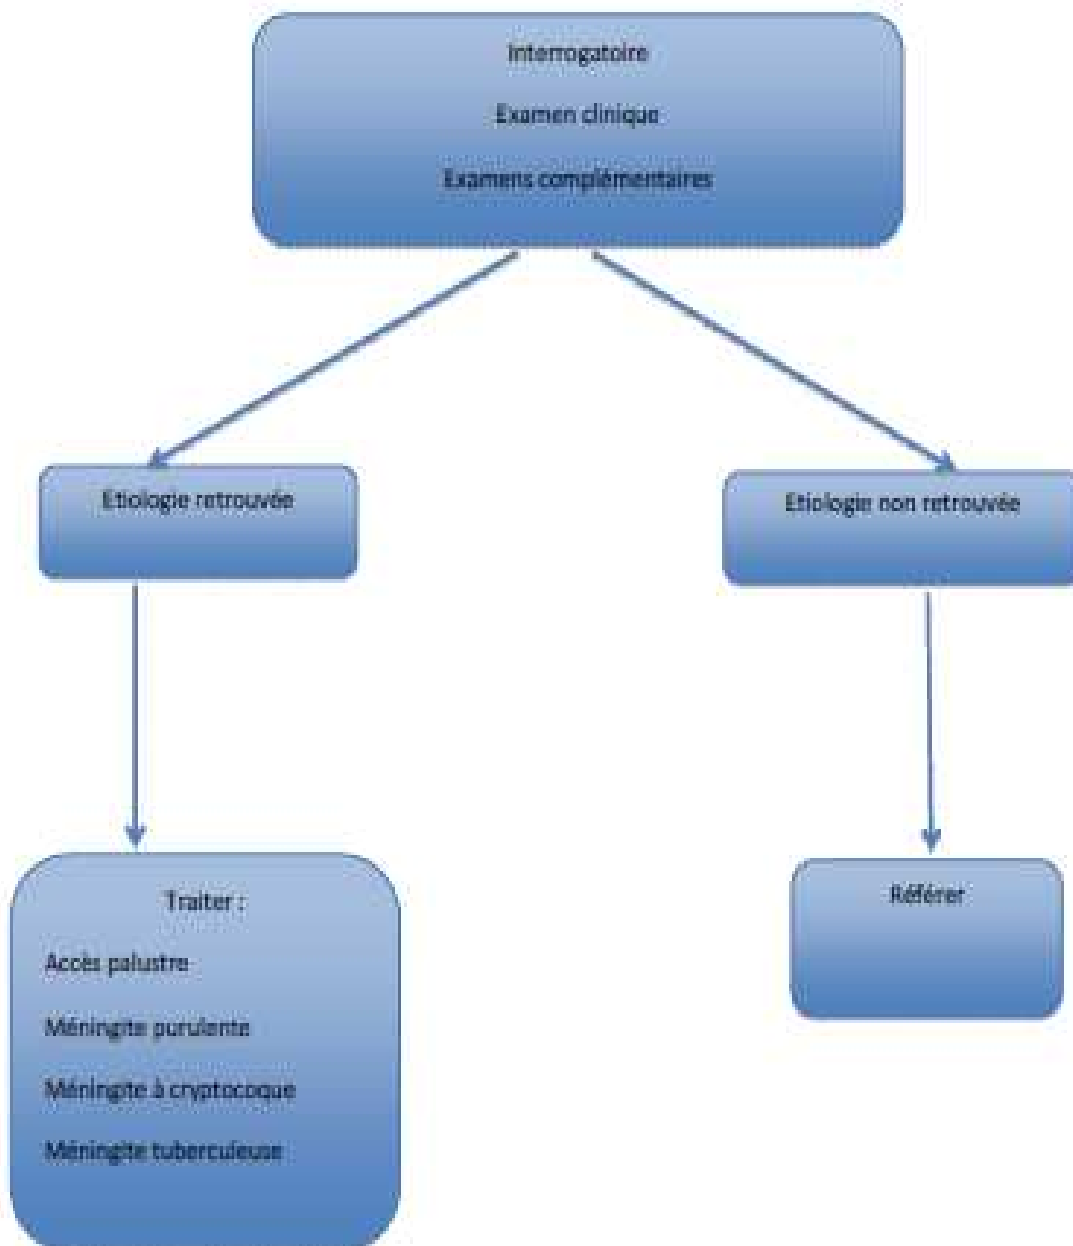 Interrogatoire
Examen clinique
Examens complémentaires
Etiologie retrouvée
Etiologie non retrouvée
Traiter :
Accès palustre
Méningite purulente
Méningite à cryptocoque
Méningite tuberculeuse
Référer